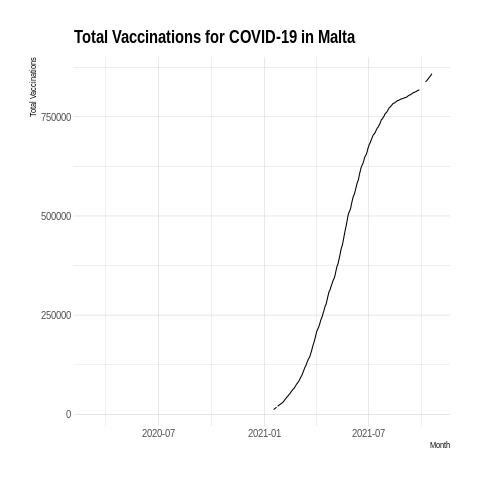 Total Vaccinations for COVID-19 in Malta
Total Vaccinations
750000
500000
250000
0
2020-07 2021-01 2021-07
Month